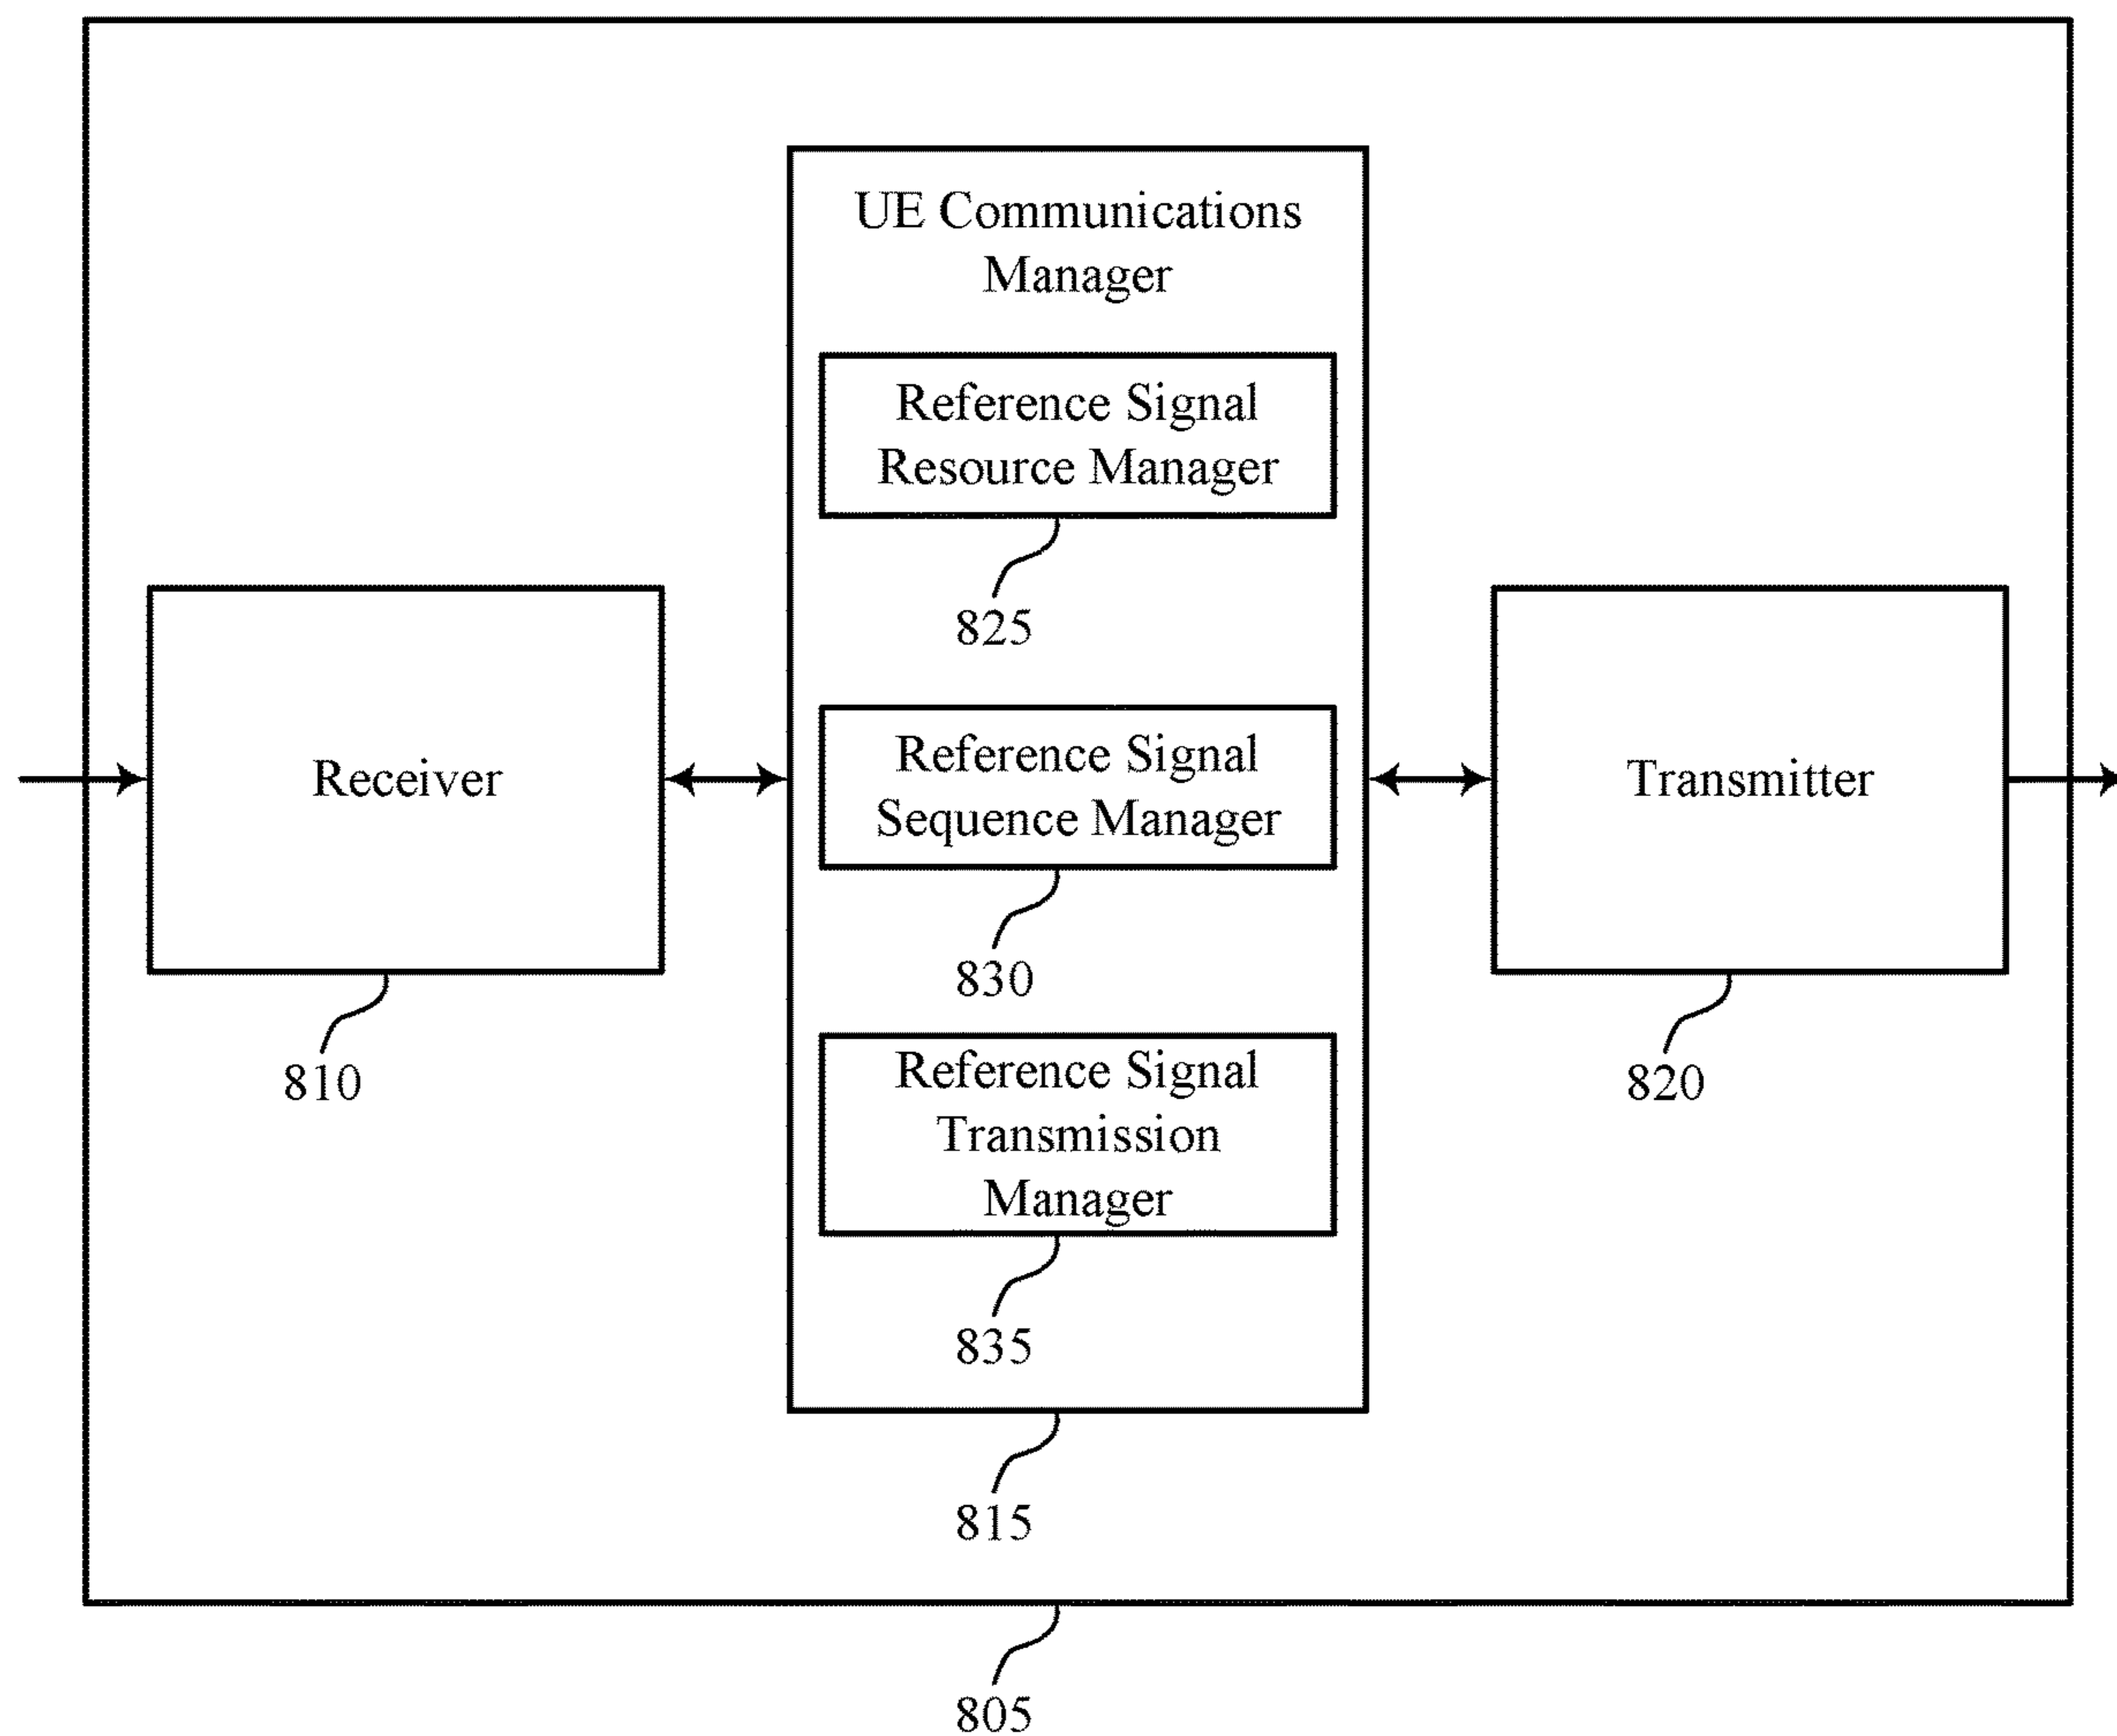 UE Communications
Manager
Reference Signal
Resource Manager
825
Receiver
810
Reference Signal
Sequence Manager
830
Transmitter
820
Reference Signal
Transmission
Manager
835
815
805